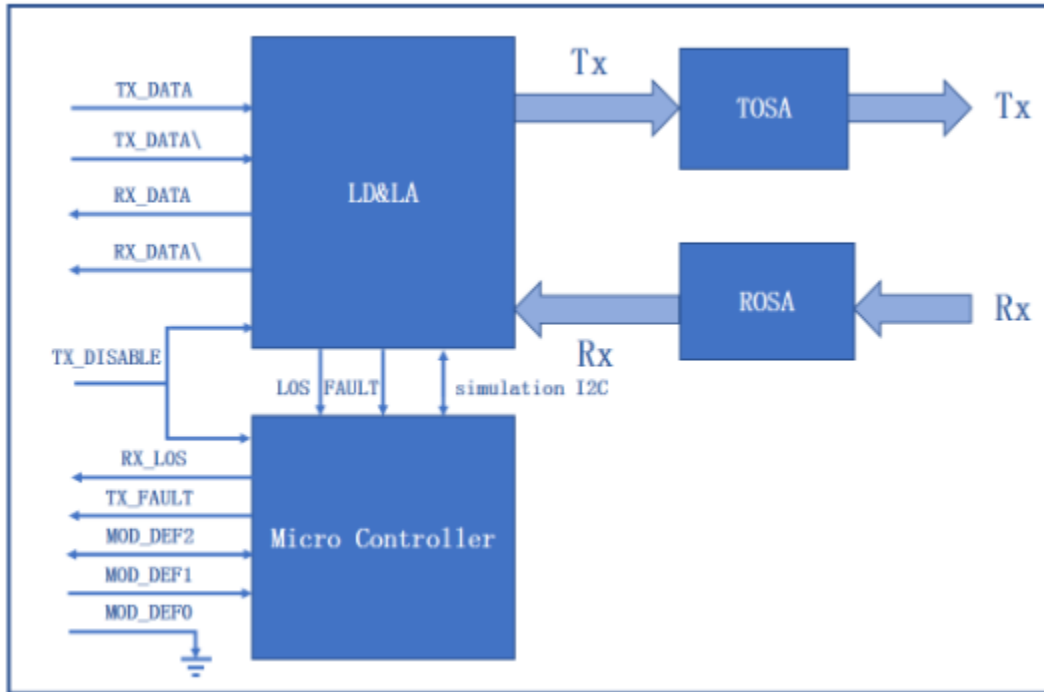 Tx
TX_DATA
TOSA
Tx
TX_DATA\
LD&LA
RX_DATA
RX_DATA\
ROSA
Rx
Rx
TX_DISABLE
LOS
FAULT
simulation I2C
RX_LOS
TX_FAULT
Micro Controller
MOD_DEF2
MOD_DEF1
MOD_DEF0